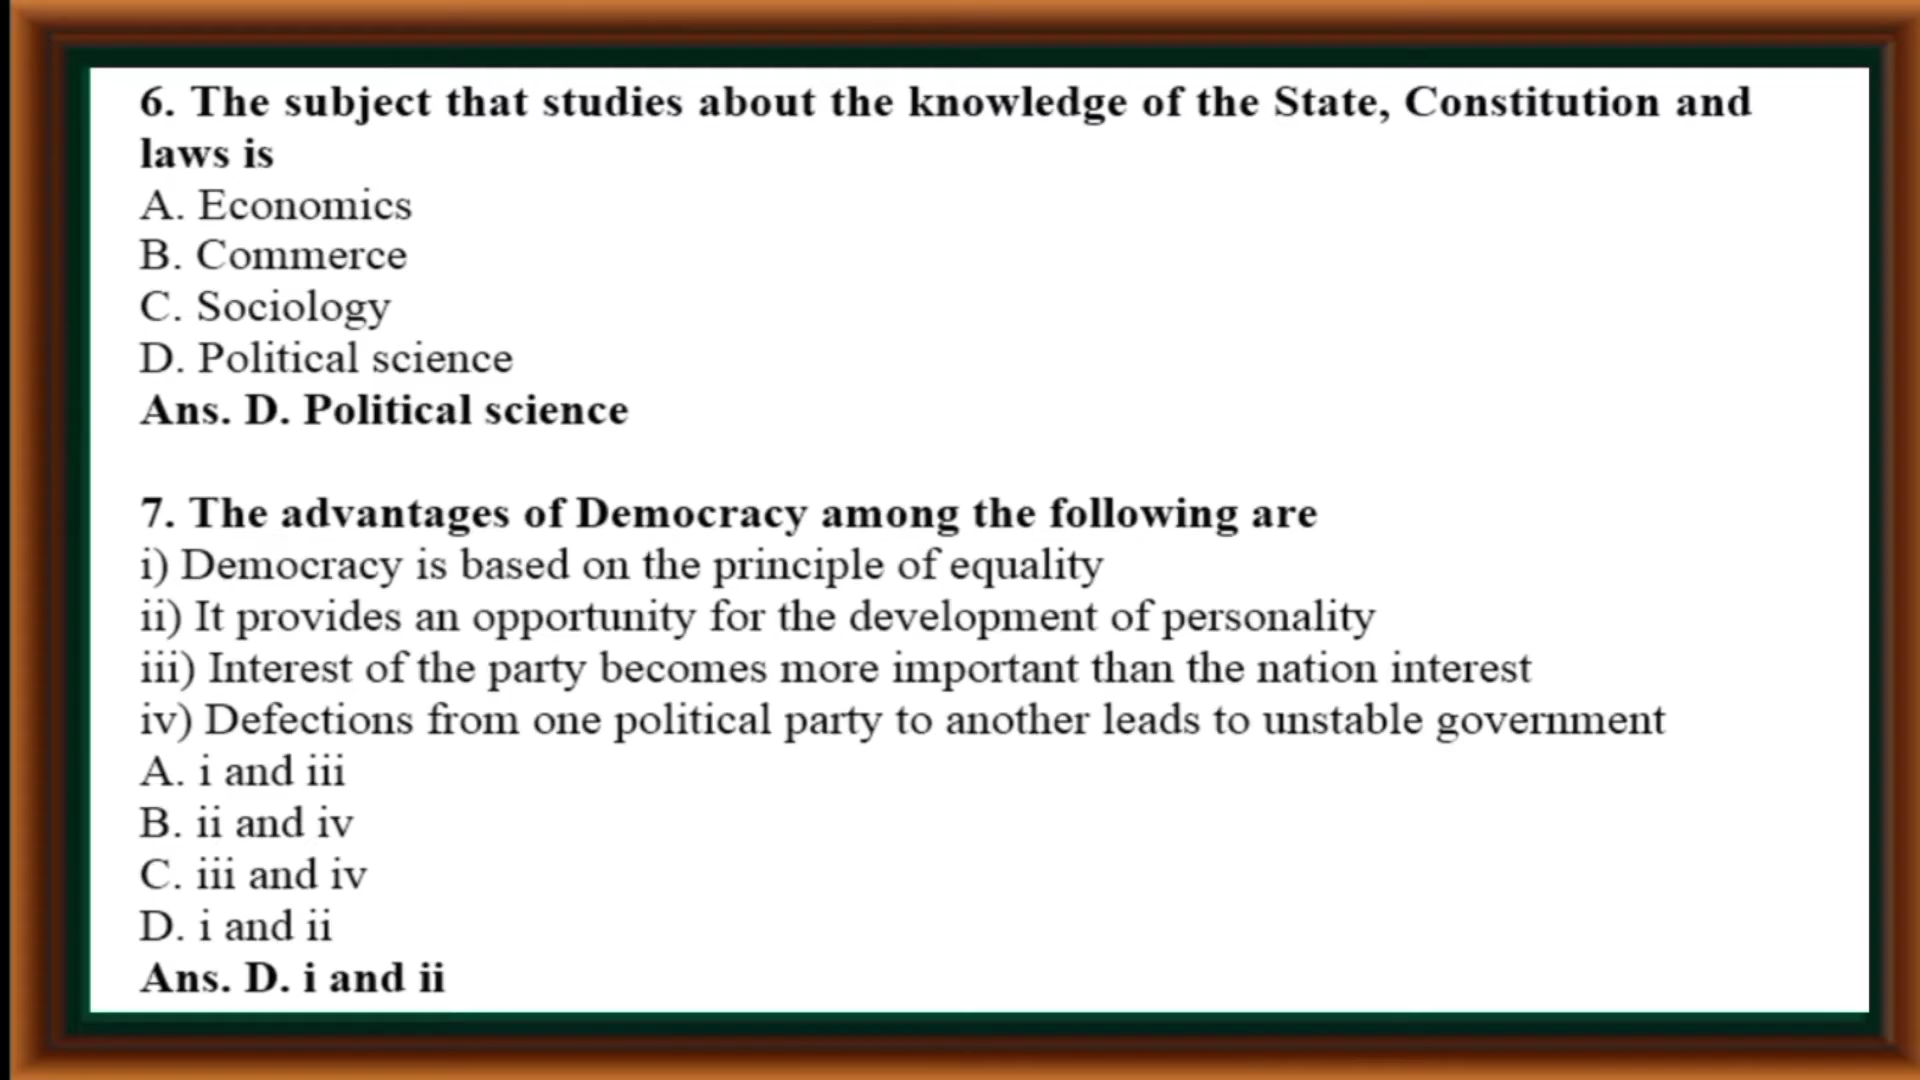 6. The subject that studies about the knowledge of the State, Constitution and
laws is
A. Economics
B. Commerce
C. Sociology
D. Political science
Ans. D. Political science
7. The advantages of Democracy among the following are
i) Democracy is based on the principle of equality
ii) It provides an opportunity for the development of personality
iii) Interest of the party becomes more important than the nation interest
iv) Defections from one political party to another leads to unstable government
A. i and iii
B. ii and iv
C. iii and iv
D. i and ii
Ans. D. i and ii